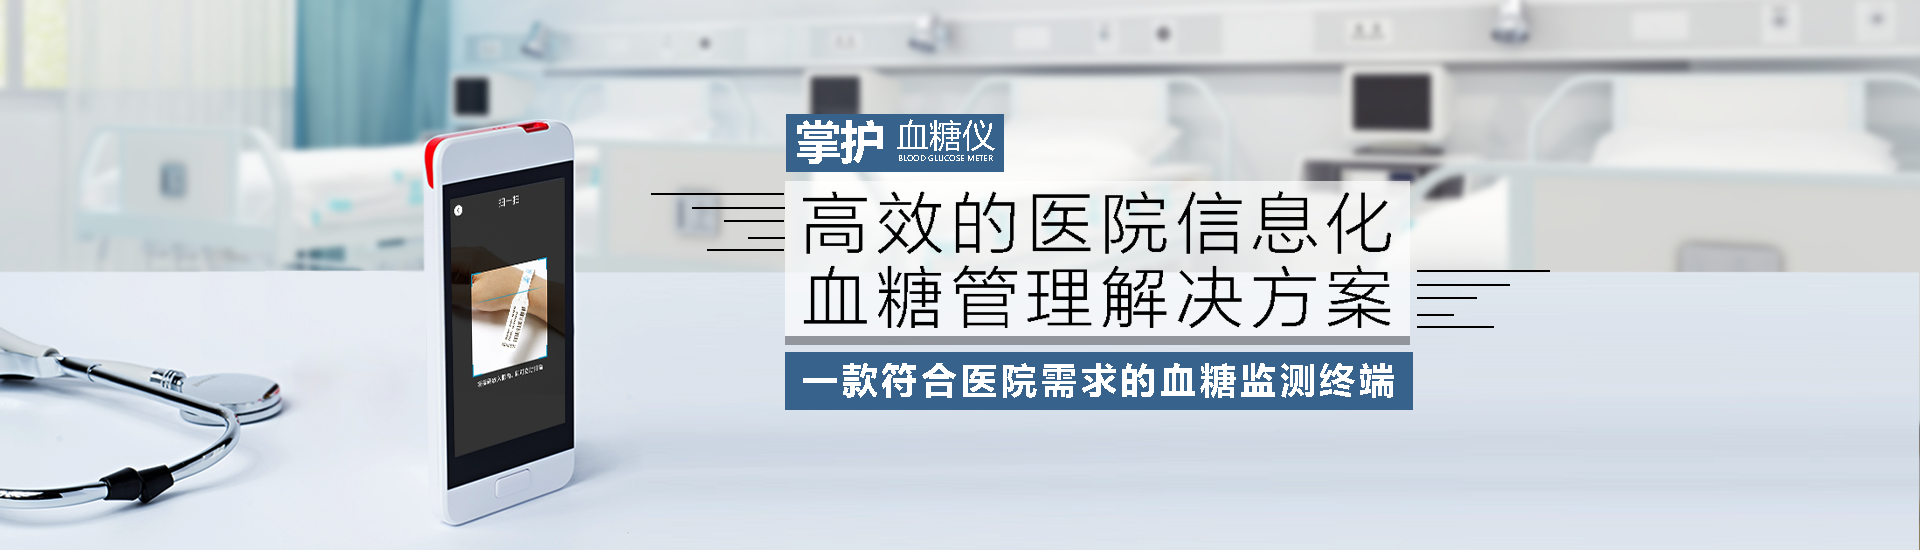 掌护 血糖仪
BLOOD GLUCOSE METER
高效的医院信息化
血糖管理解决方案
一款符合医院需求的血糖监测终端
扫一扫